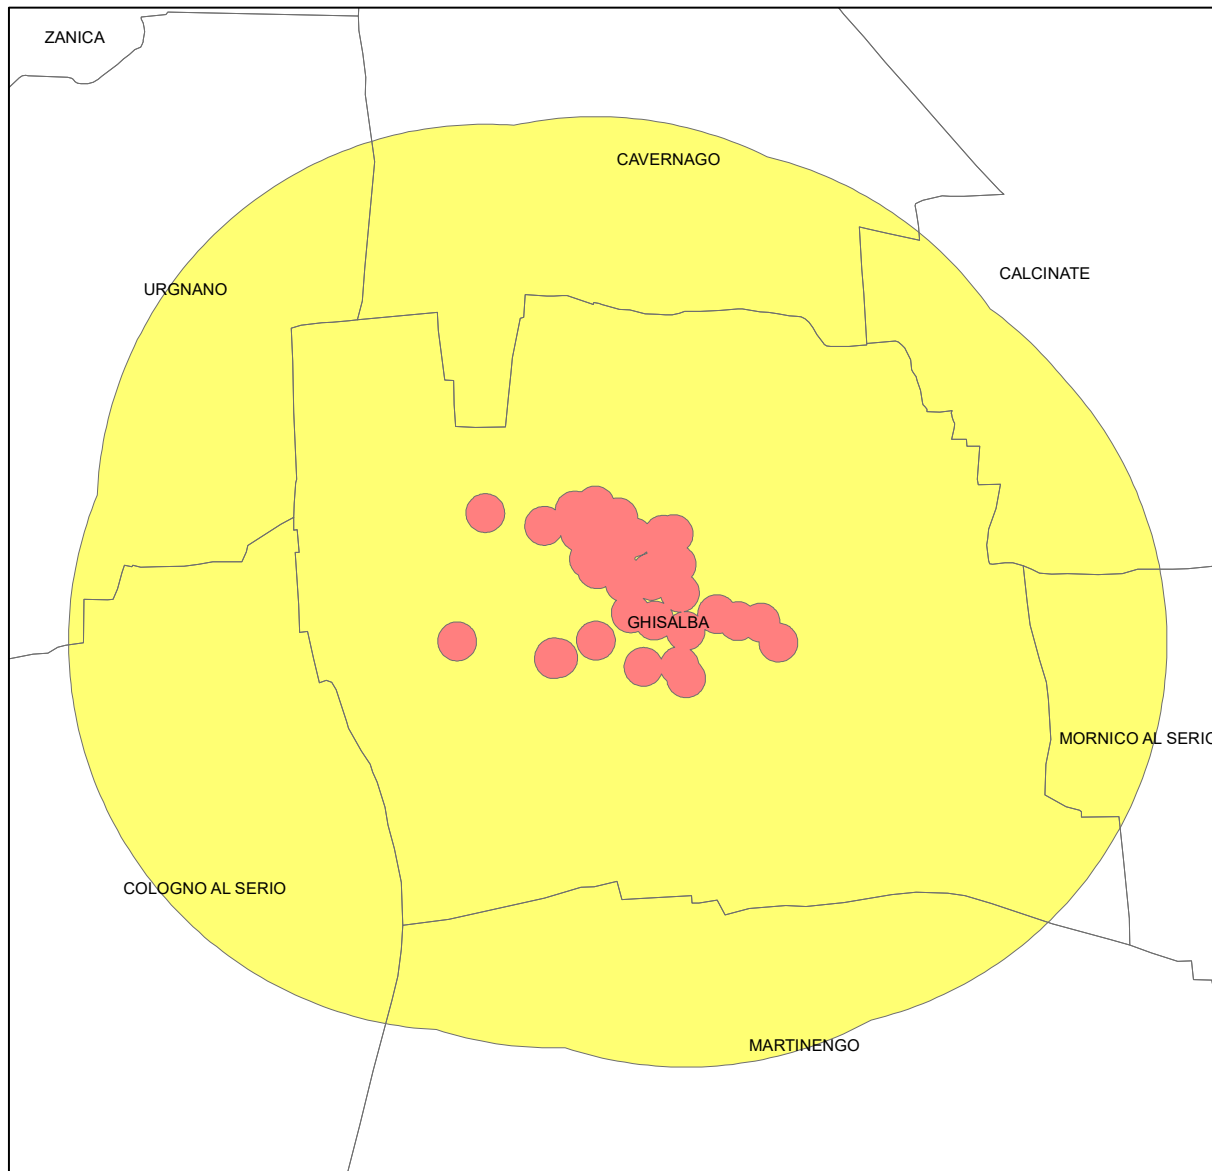 ZANICA
CAVERNAGO
CALCINATE
URGNANO
GHISALBA
MORNICO AL SERIO
COLOGNO AL SERIO
MARTINENGO